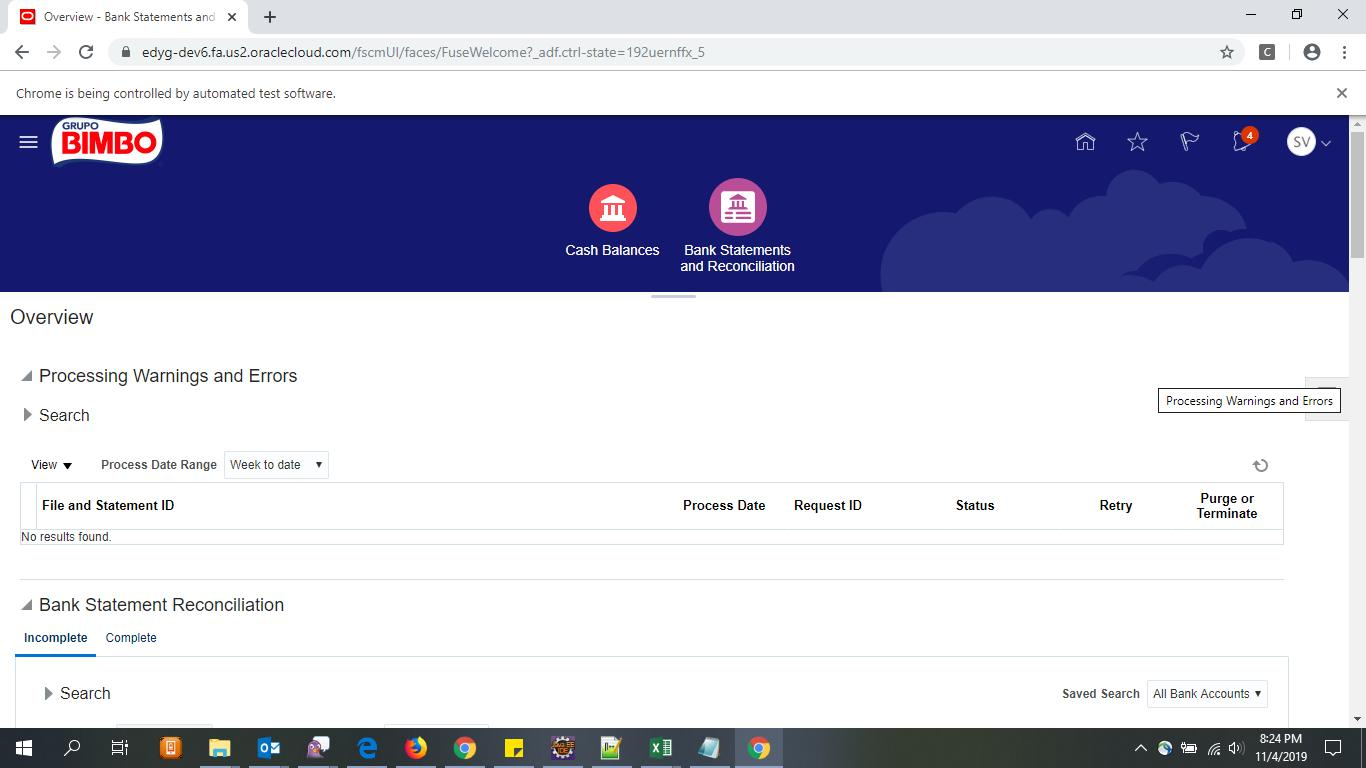 Overview - Bank Statements and
edyg-dev6.fa.us2.oraclecloud.com/fscmUI/faces/FuseWelcome?_adf.ctrl-state=192uernffx_5
C
Chrome is being controlled by automated test software.
GRUPO
BIMBO
4
SV
Cash Balances
Bank Statements
and Reconciliation
Overview
Processing Warnings and Errors
Search
Processing Warnings and Errors
View
Process Date Range
Week to date
File and Statement ID
Process Date
Request ID
Status
Retry
Purge or
Terminate
No results found.
Bank Statement Reconciliation
Incomplete
Complete
Search
Saved Search
All Bank Accounts
8:24 PM
11/4/2019